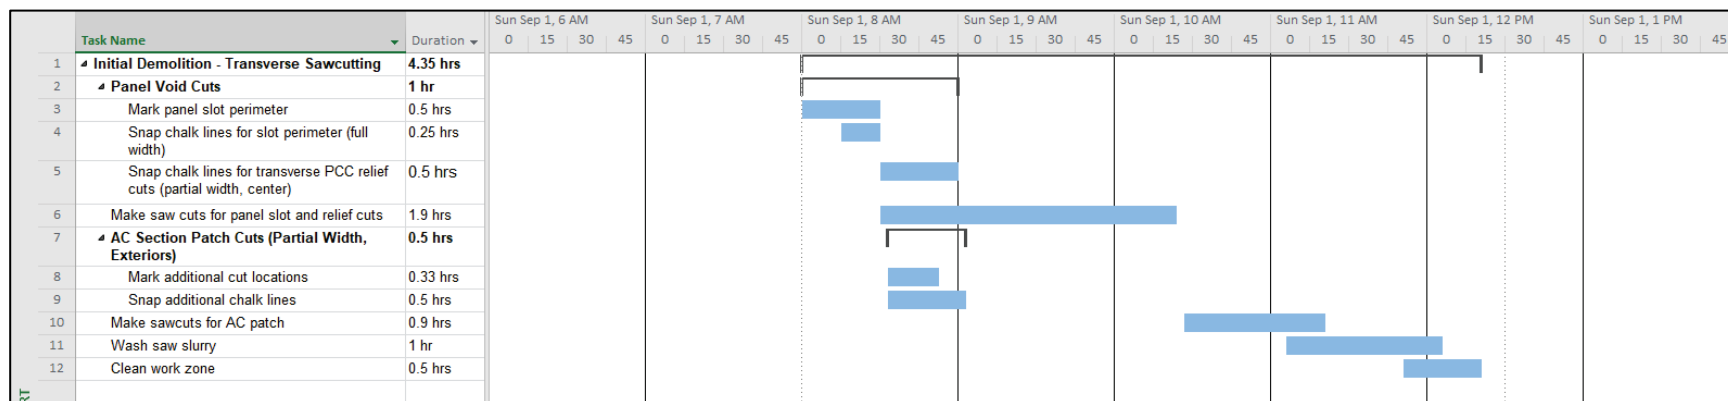 Sun Sep 1, 6 AM Sun Sep 1, 7 AM Sun Sep 1, 8 AM Sun Sep 1, 9 AM Sun Sep 1, 10 AM Sun Sep 1, 11 AM Sun Sep 1, 12 PM Sun Sep 1, 1 PM
Task Name Duration 0 15 30 45 0 15 30 45 0 15 30 45 0 15 30 45 0 15 30 45 0 15 30 45 0 15 30 45 0 15 30 45
1 Initial Demolition - Transverse Sawcutting 4.35 hrs
2 Panel Void Cuts 1 hr
3 Mark panel slot perimeter 0.5 hrs
4 Snap chalk lines for slot perimeter (full 0.25 hrs
width)
5 Snap chalk lines for transverse PCC relief 0.5 hrs
cuts (partial width, center)
6 Make saw cuts for panel slot and relief cuts 1.9 hrs
7 AC Section Patch Cuts (Partial Width, 0.5 hrs
Exteriors)
8 Mark additional cut locations 0.33 hrs
9 Snap additional chalk lines 0.5 hrs
10 Make sawcuts for AC patch 0.9 hrs
11 Wash saw slurry 1 hr
12 Clean work zone 0.5 hrs
RT